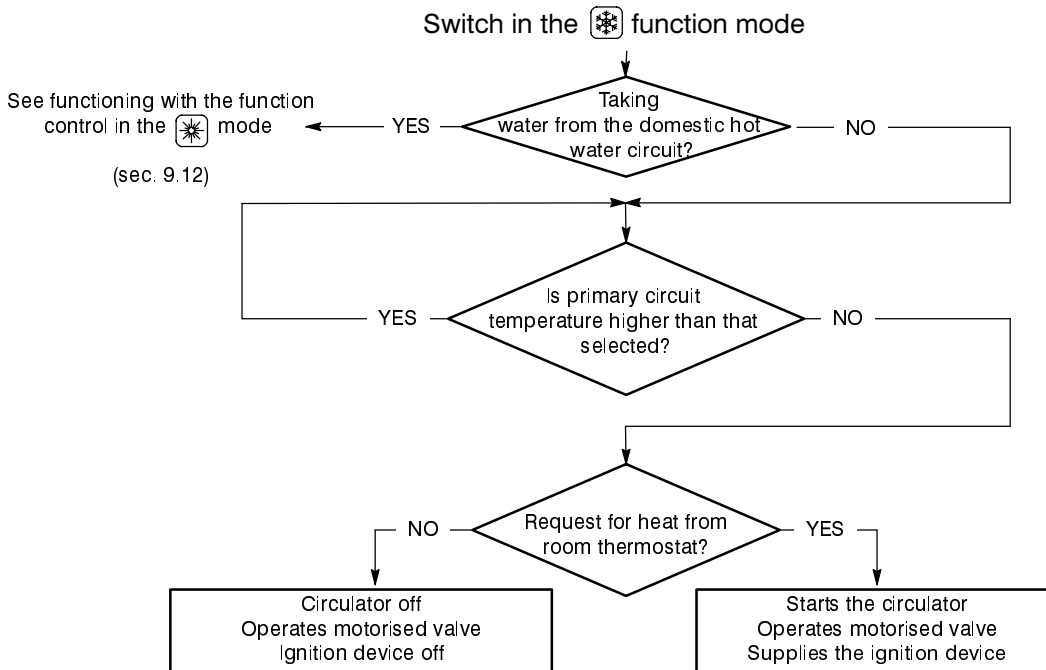 Switch in the function mode
Taking
water from the domestic hot
water circuit?
See functioning with the function
control in the mode
(sec. 9.12)
YES
NO
Is primary circuit
temperature higher than that
selected?
YES
NO
Request for heat from
room thermostat?
NO
YES
Circulator off
Operates motorised valve
Ignition device off
Starts the circulator
Operates motorised valve
Supplies the ignition device